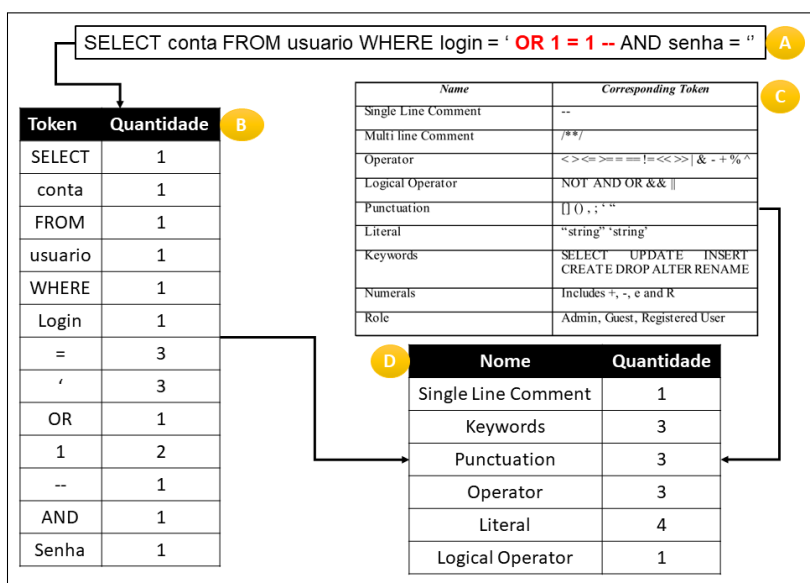 SELECT conta FROM usuario WHERE login = ‘ OR 1 = 1 -- AND senha = ‘’
A
Token Quantidade
B
SELECT 1
conta 1
FROM 1
usuario 1
WHERE 1
Login 1
= 3
‘ 3
OR 1
1 2
-- 1
AND 1
Senha 1
C
Name Corresponding Token
Single Line Comment --
Multi line Comment /**/
Operator < > <= >= = == != << >> | & - + % ^
Logical Operator NOT AND OR && ||
Punctuation [] () , ; ‘ “
Literal “string” ‘string’
Keywords SELECT UPDATE INSERT
CREATE DROP ALTER RENAME
Numerals Includes +, -, e and R
Role Admin, Guest, Registered User
D
Nome Quantidade
Single Line Comment 1
Keywords 3
Punctuation 3
Operator 3
Literal 4
Logical Operator 1